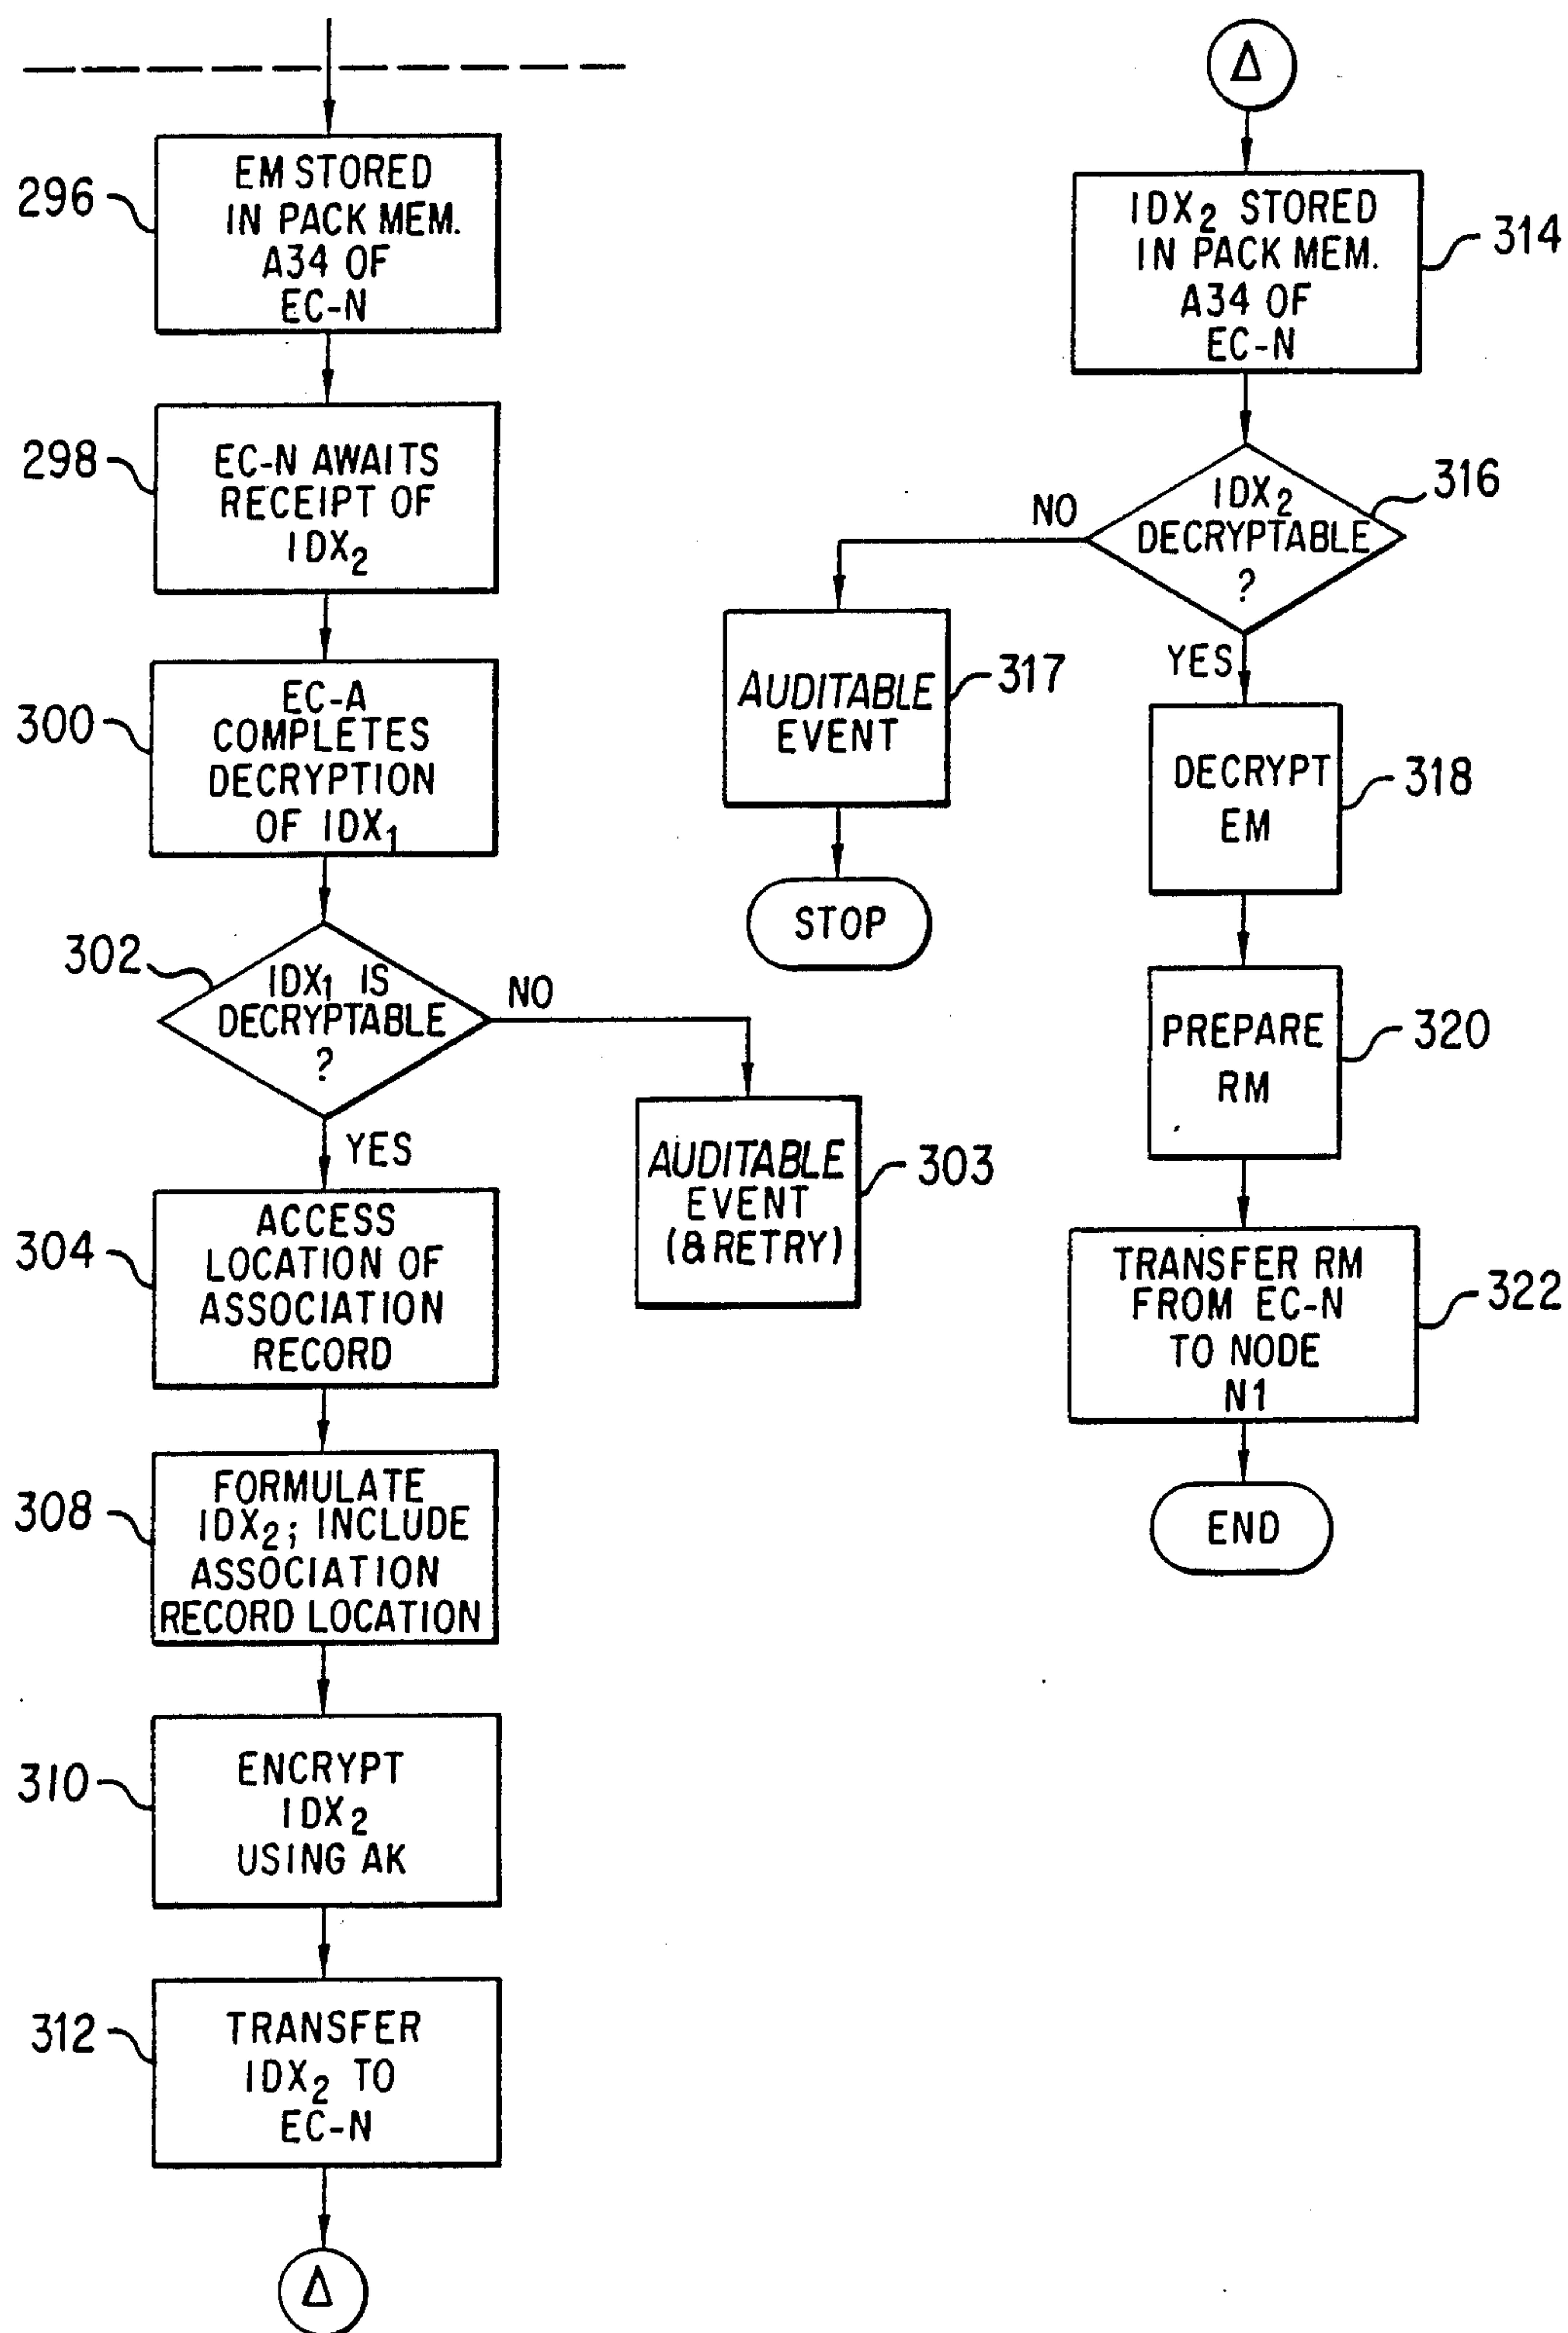 296
EM STORED
IN PACK MEM.
A34 OF
EC-N
298
EC-N AWAITS
RECEIPT OF
IDX₂
300
EC-A
COMPLETES
DECRYPTION
OF IDX₁
302
IDX₁ IS
DECRYPTABLE
?
NO
YES
AUDITABLE
EVENT
(& RETRY)
303
304
ACCESS
LOCATION OF
ASSOCIATION
RECORD
308
FORMULATE
IDX₂; INCLUDE
ASSOCIATION
RECORD LOCATION
310
ENCRYPT
IDX₂
USING AK
312
TRANSFER
IDX₂ TO
EC-N
Δ
Δ
IDX₂ STORED
IN PACK MEM.
A34 OF
EC-N
314
IDX₂
DECRYPTABLE
?
316
NO
YES
AUDITABLE
EVENT
317
STOP
DECRYPT
EM
318
PREPARE
RM
320
TRANSFER RM
FROM EC-N
TO NODE
N1
322
END